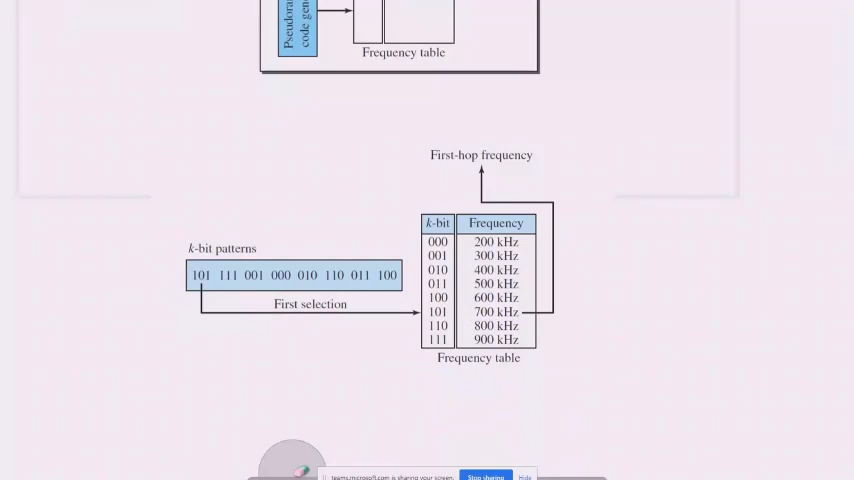 Pseudora
code gene
Frequency table
First-hop frequency
k-bit Frequency
k-bit patterns
000 200 kHz
001 300 kHz
010 400 kHz
101 111 001 000 010 110 011 100
011 500 kHz
100 600 kHz
First selection
101 700 kHz
110 800 kHz
111 900 kHz
Frequency table
teams.microsoft.com is sharing your screen.
Stop sharing
Hide